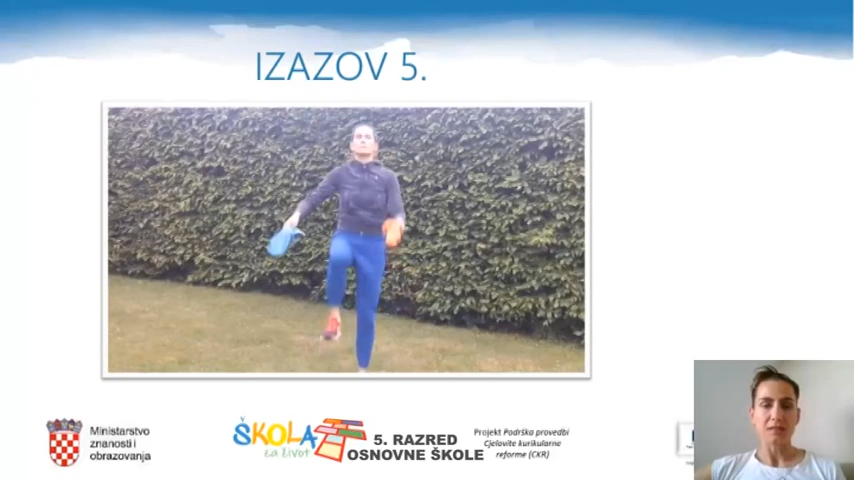 IZAZOV 5.
Ministarstvo
znanosti i
obrazovanja
ŠKOLA
za život
5. RAZRED
OSNOVNE ŠKOLE
Projekt Podrška provedbi
Cjelovite kurikularne
reforme (CKR)